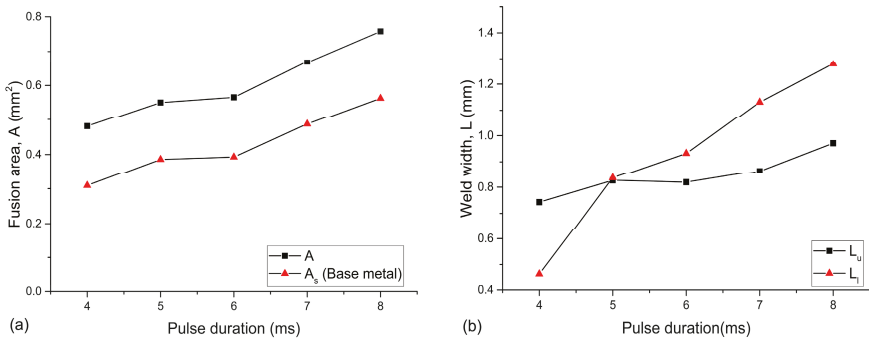 0.8
0.6
0.4
0.2
0.0
Fusion area, A (mm²)
A
Aₛ (Base metal)
4 5 6 7 8
Pulse duration (ms)
(a)
1.4
1.2
1.0
0.8
0.6
0.4
Weld width, L (mm)
Lᵤ
Lₗ
4 5 6 7 8
Pulse duration(ms)
(b)